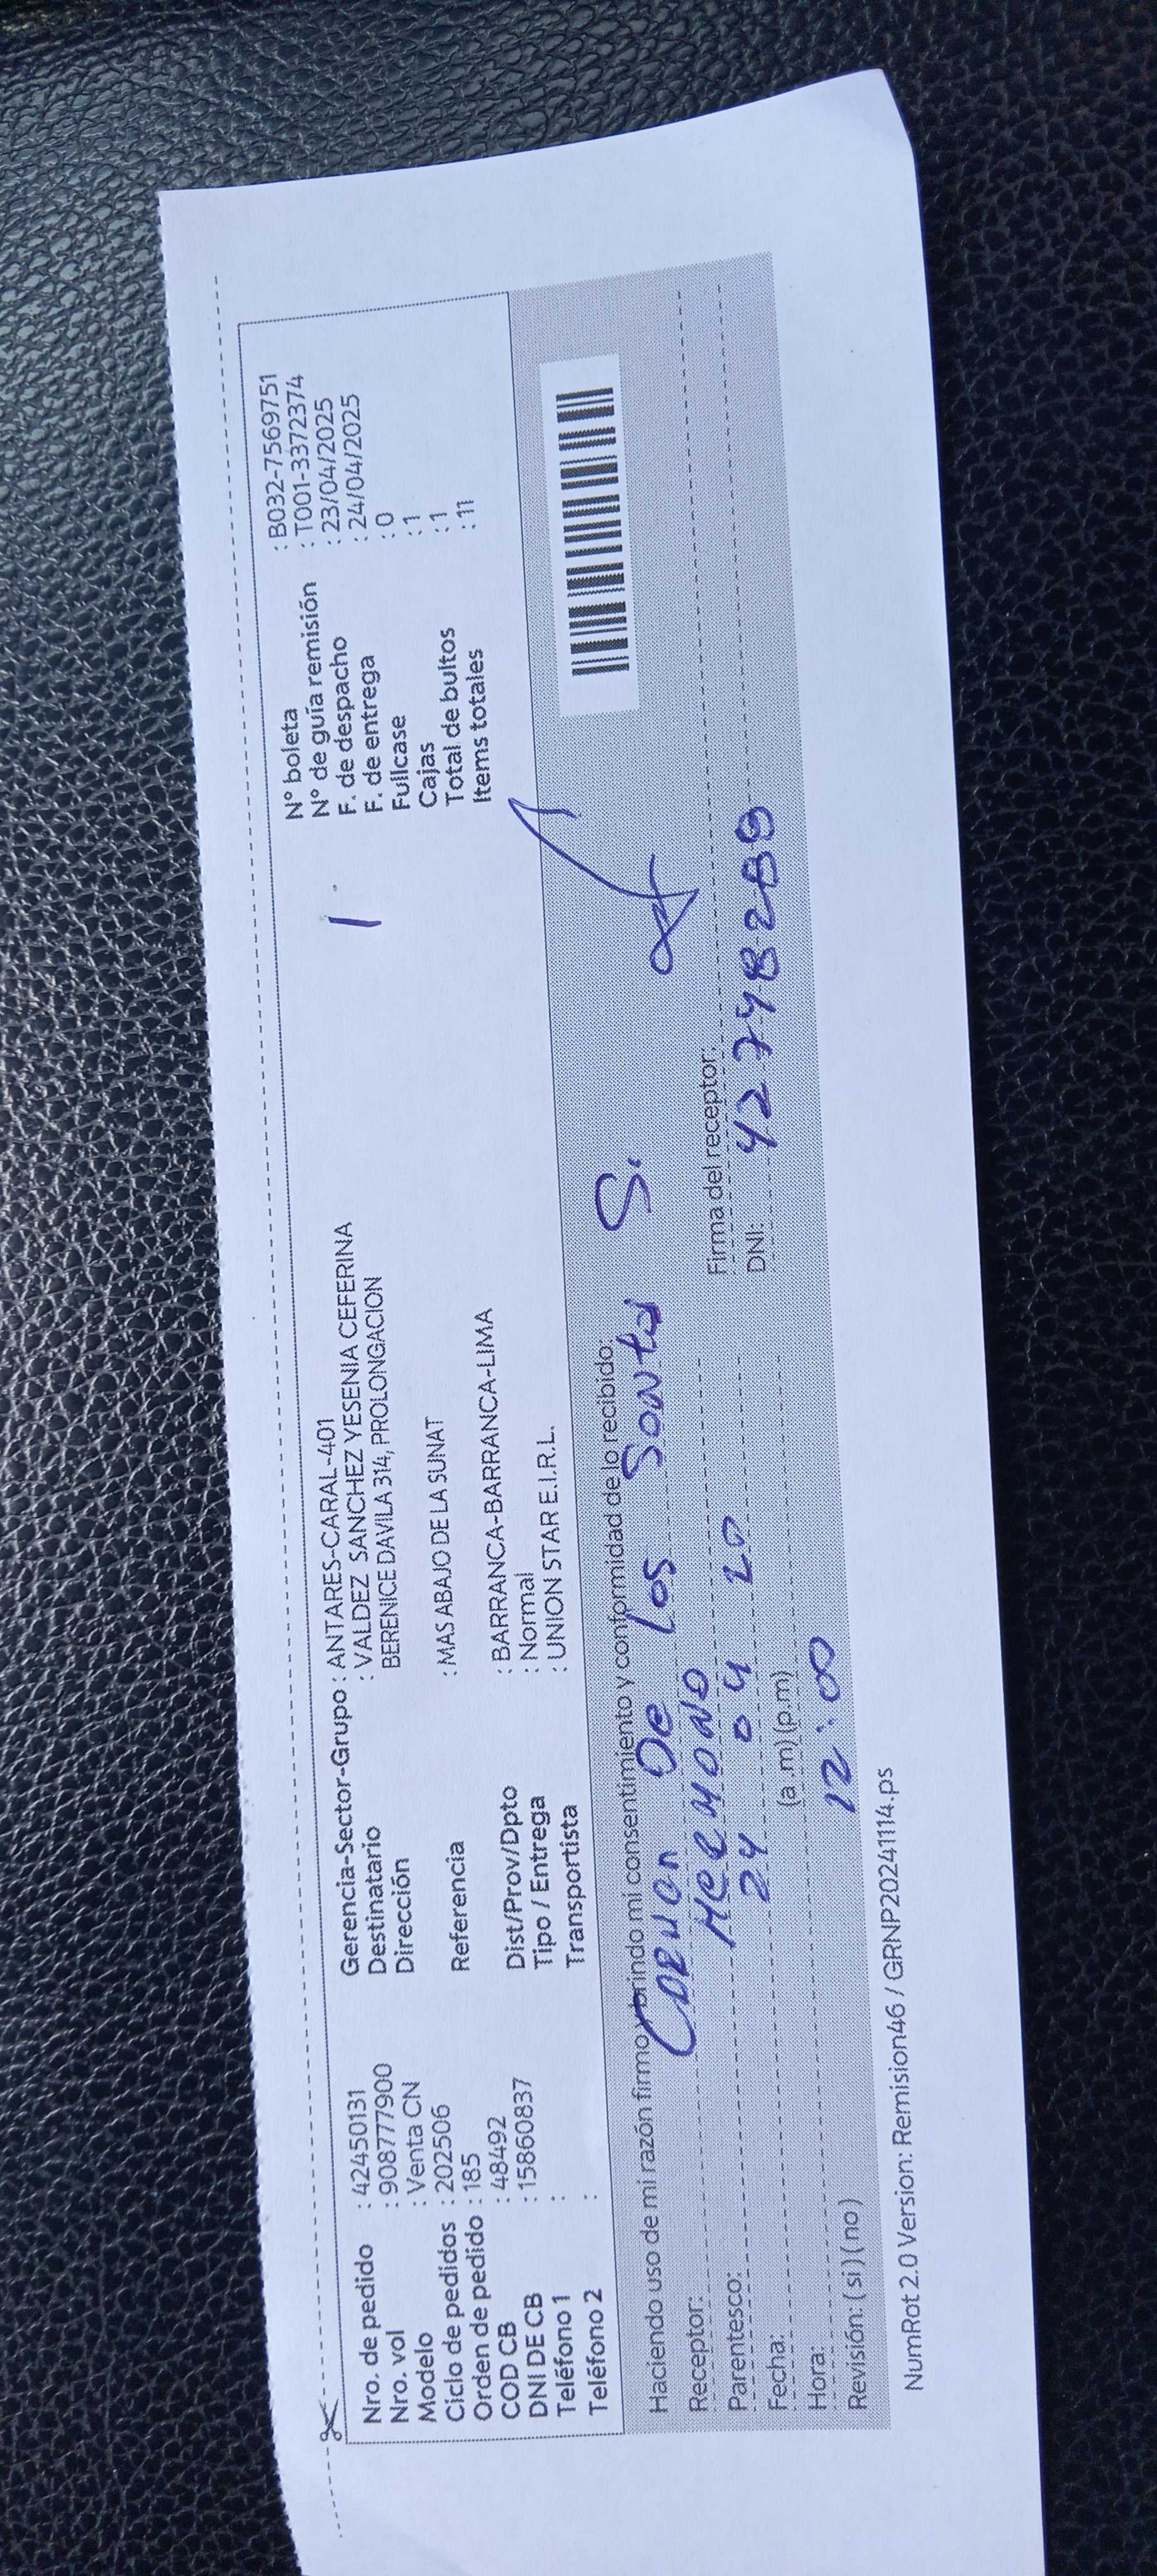 Nro. de pedido : 42450131
Nro. vol : 908777900
Modelo : Venta CN
Ciclo de pedidos : 202506
Orden de pedido : 185
COD CB : 48492
DNI DE CB : 15860837
Teléfono 1 :
Teléfono 2 :
Gerencia-Sector-Grupo : ANTARES-CARAL-401
Destinatario : VALDEZ SANCHEZ YESENIA CEFERINA
Dirección BERENICE DAVILA 314, PROLONGACION
Referencia : MAS ABAJO DE LA SUNAT
Dist/Prov/Dpto : BARRANCA-BARRANCA-LIMA
Tipo / Entrega : Normal
Transportista : UNION STAR E.I.R.L.
N° boleta : B032-7569751
N° de guía remisión : T001-3372374
F. de despacho : 23/04/2025
F. de entrega : 24/04/2025
Fullcase : 0
Cajas : 1
Total de bultos : 1
Items totales : 11
Haciendo uso de mi razón firmo y brindo mi consentimiento y conformidad de lo recibido:
Receptor: De Los S.
Parentesco:
Fecha: 24 04 20
Hora: (a.m) (p.m) 12:00
Revisión: ( si ) ( no )
Firma del receptor:
DNI:
NumRot 2.0 Version: Remision46 / GRNP20241114.ps